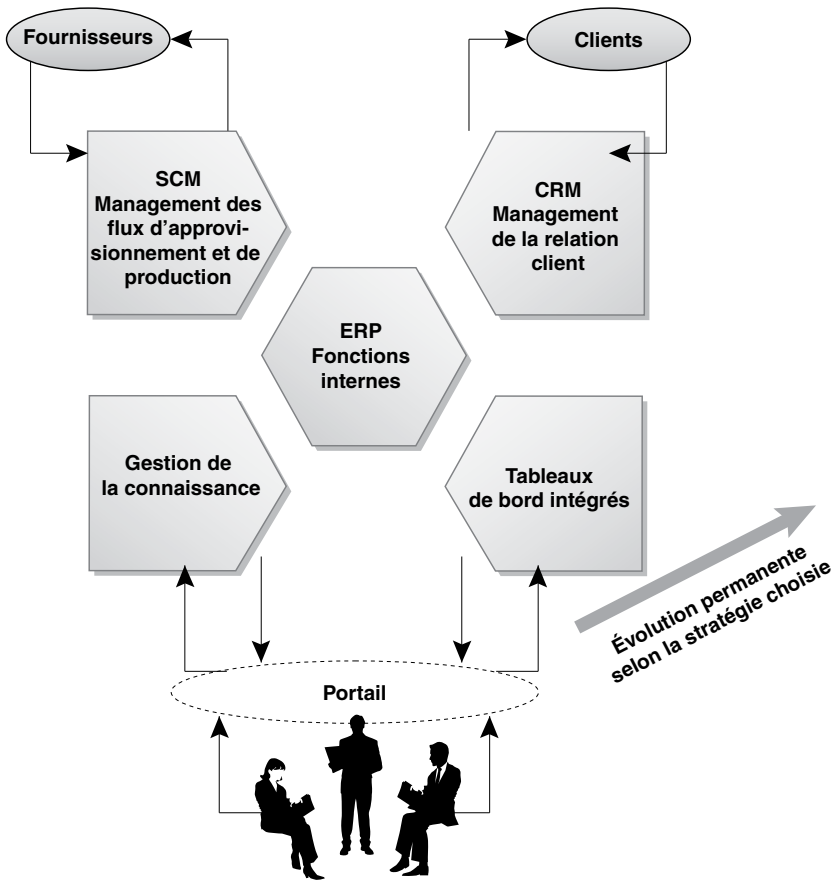 Fournisseurs
Clients
SCM
Management des
flux d'approvi-
sionnement et de
production
CRM
Management
de la relation
client
ERP
Fonctions
internes
Gestion de
la connaissance
Tableaux
de bord intégrés
Évolution permanente
selon la stratégie choisie
Portail